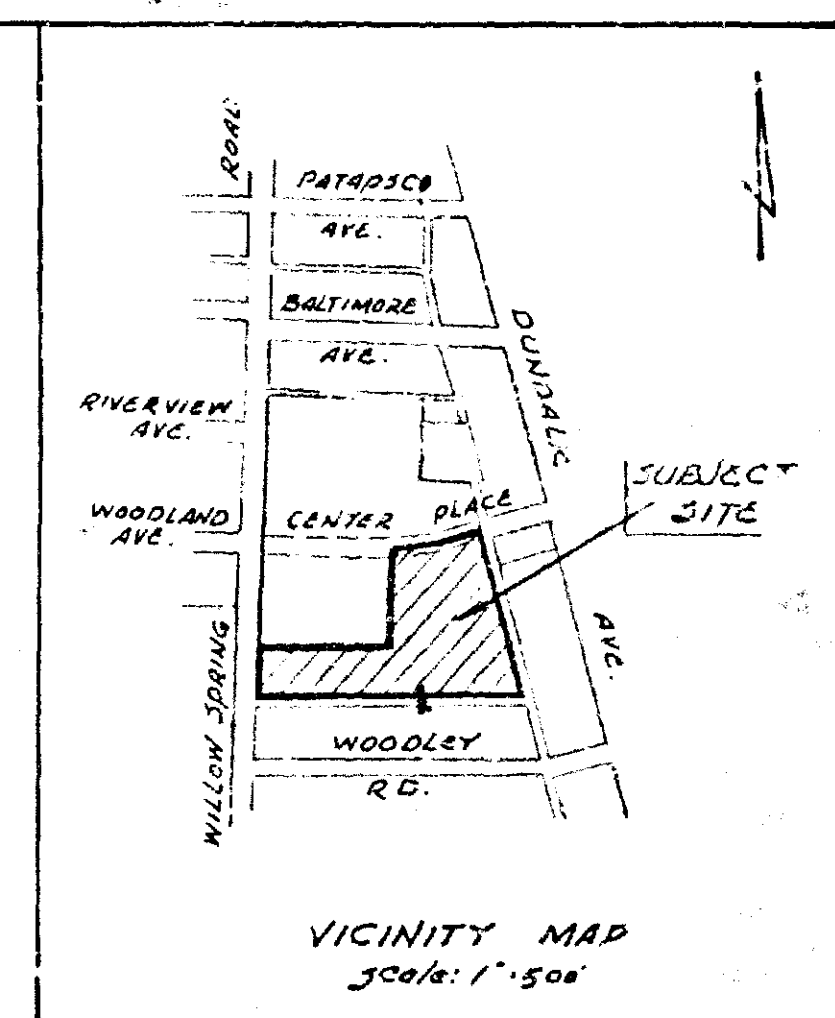 ROAD
PATAPSCO
AVE.
BALTIMORE
AVE.
DUNDALK
RIVERVIEW
AVE.
SUBJECT
SITE
WOODLAND
AVE.
CENTER PLACE
AVE.
WILLOW SPRING
WOODLEY
RD.
VICINITY MAP
Scale: 1"=500'